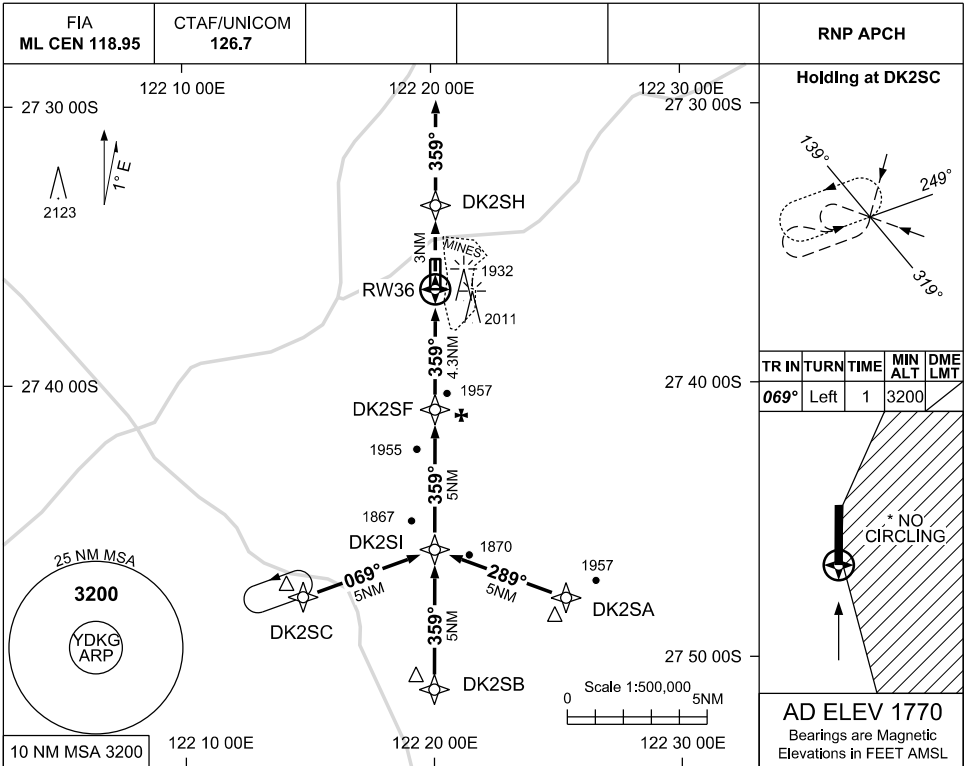 FIA
ML CEN 118.95
CTAF/UNICOM
126.7
RNP APCH
122 10 00E
122 20 00E
122 30 00E
27 30 00S
27 30 00S
2123
1° E
359°
DK2SH
3NM
MINES
1932
RW36
2011
359°
4.3NM
27 40 00S
27 40 00S
1957
DK2SF
1955
359°
5NM
1867
DK2SI
1870
069°
5NM
289°
5NM
1957
DK2SC
DK2SA
359°
5NM
27 50 00S
DK2SB
25 NM MSA
3200
YDKG
ARP
10 NM MSA 3200
Scale 1:500,000
0
5NM
122 10 00E
122 20 00E
122 30 00E
Holding at DK2SC
139°
249°
319°
TR IN TURN TIME MIN ALT DME LMT
069° Left 1 3200
* NO
CIRCLING
AD ELEV 1770
Bearings are Magnetic
Elevations in FEET AMSL